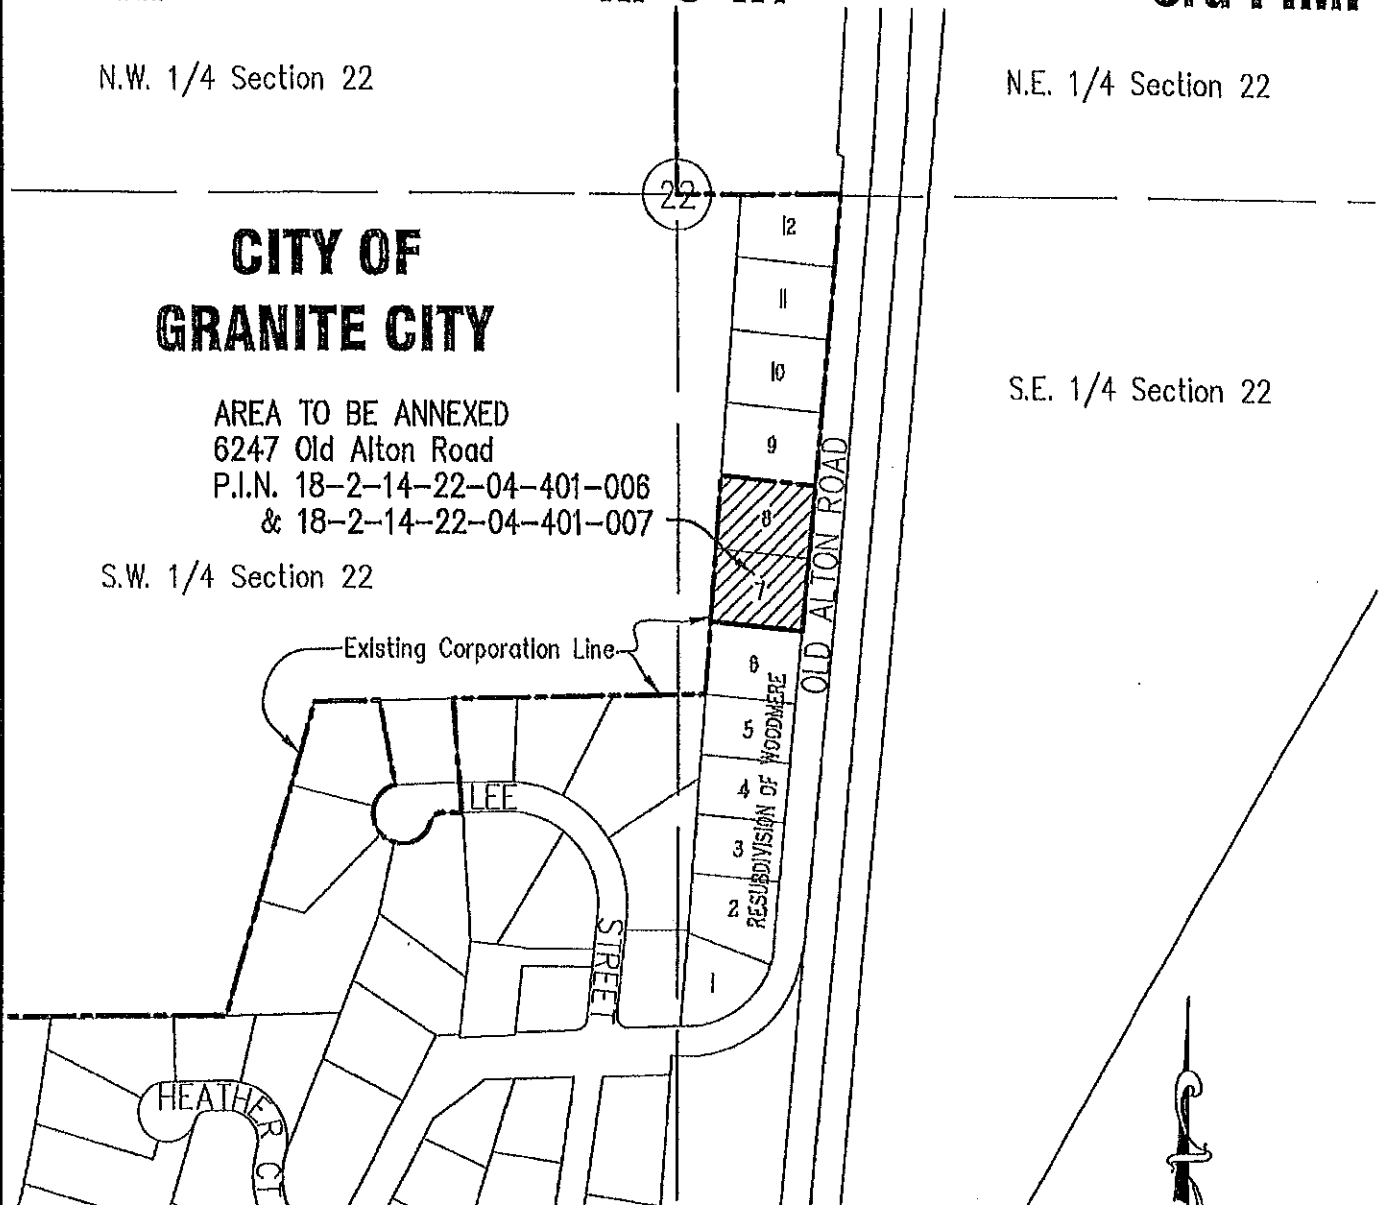 N.W. 1/4 Section 22
N.E. 1/4 Section 22
22
CITY OF
GRANITE CITY
AREA TO BE ANNEXED
6247 Old Alton Road
P.I.N. 18-2-14-22-04-401-006
& 18-2-14-22-04-401-007
S.W. 1/4 Section 22
S.E. 1/4 Section 22
12
11
10
9
8
7
6
5
4
3
2
1
OLD ALTON ROAD
RESUBDIVISION OF WOODMERE
Existing Corporation Line
LEE
STREET
HEATHER CT